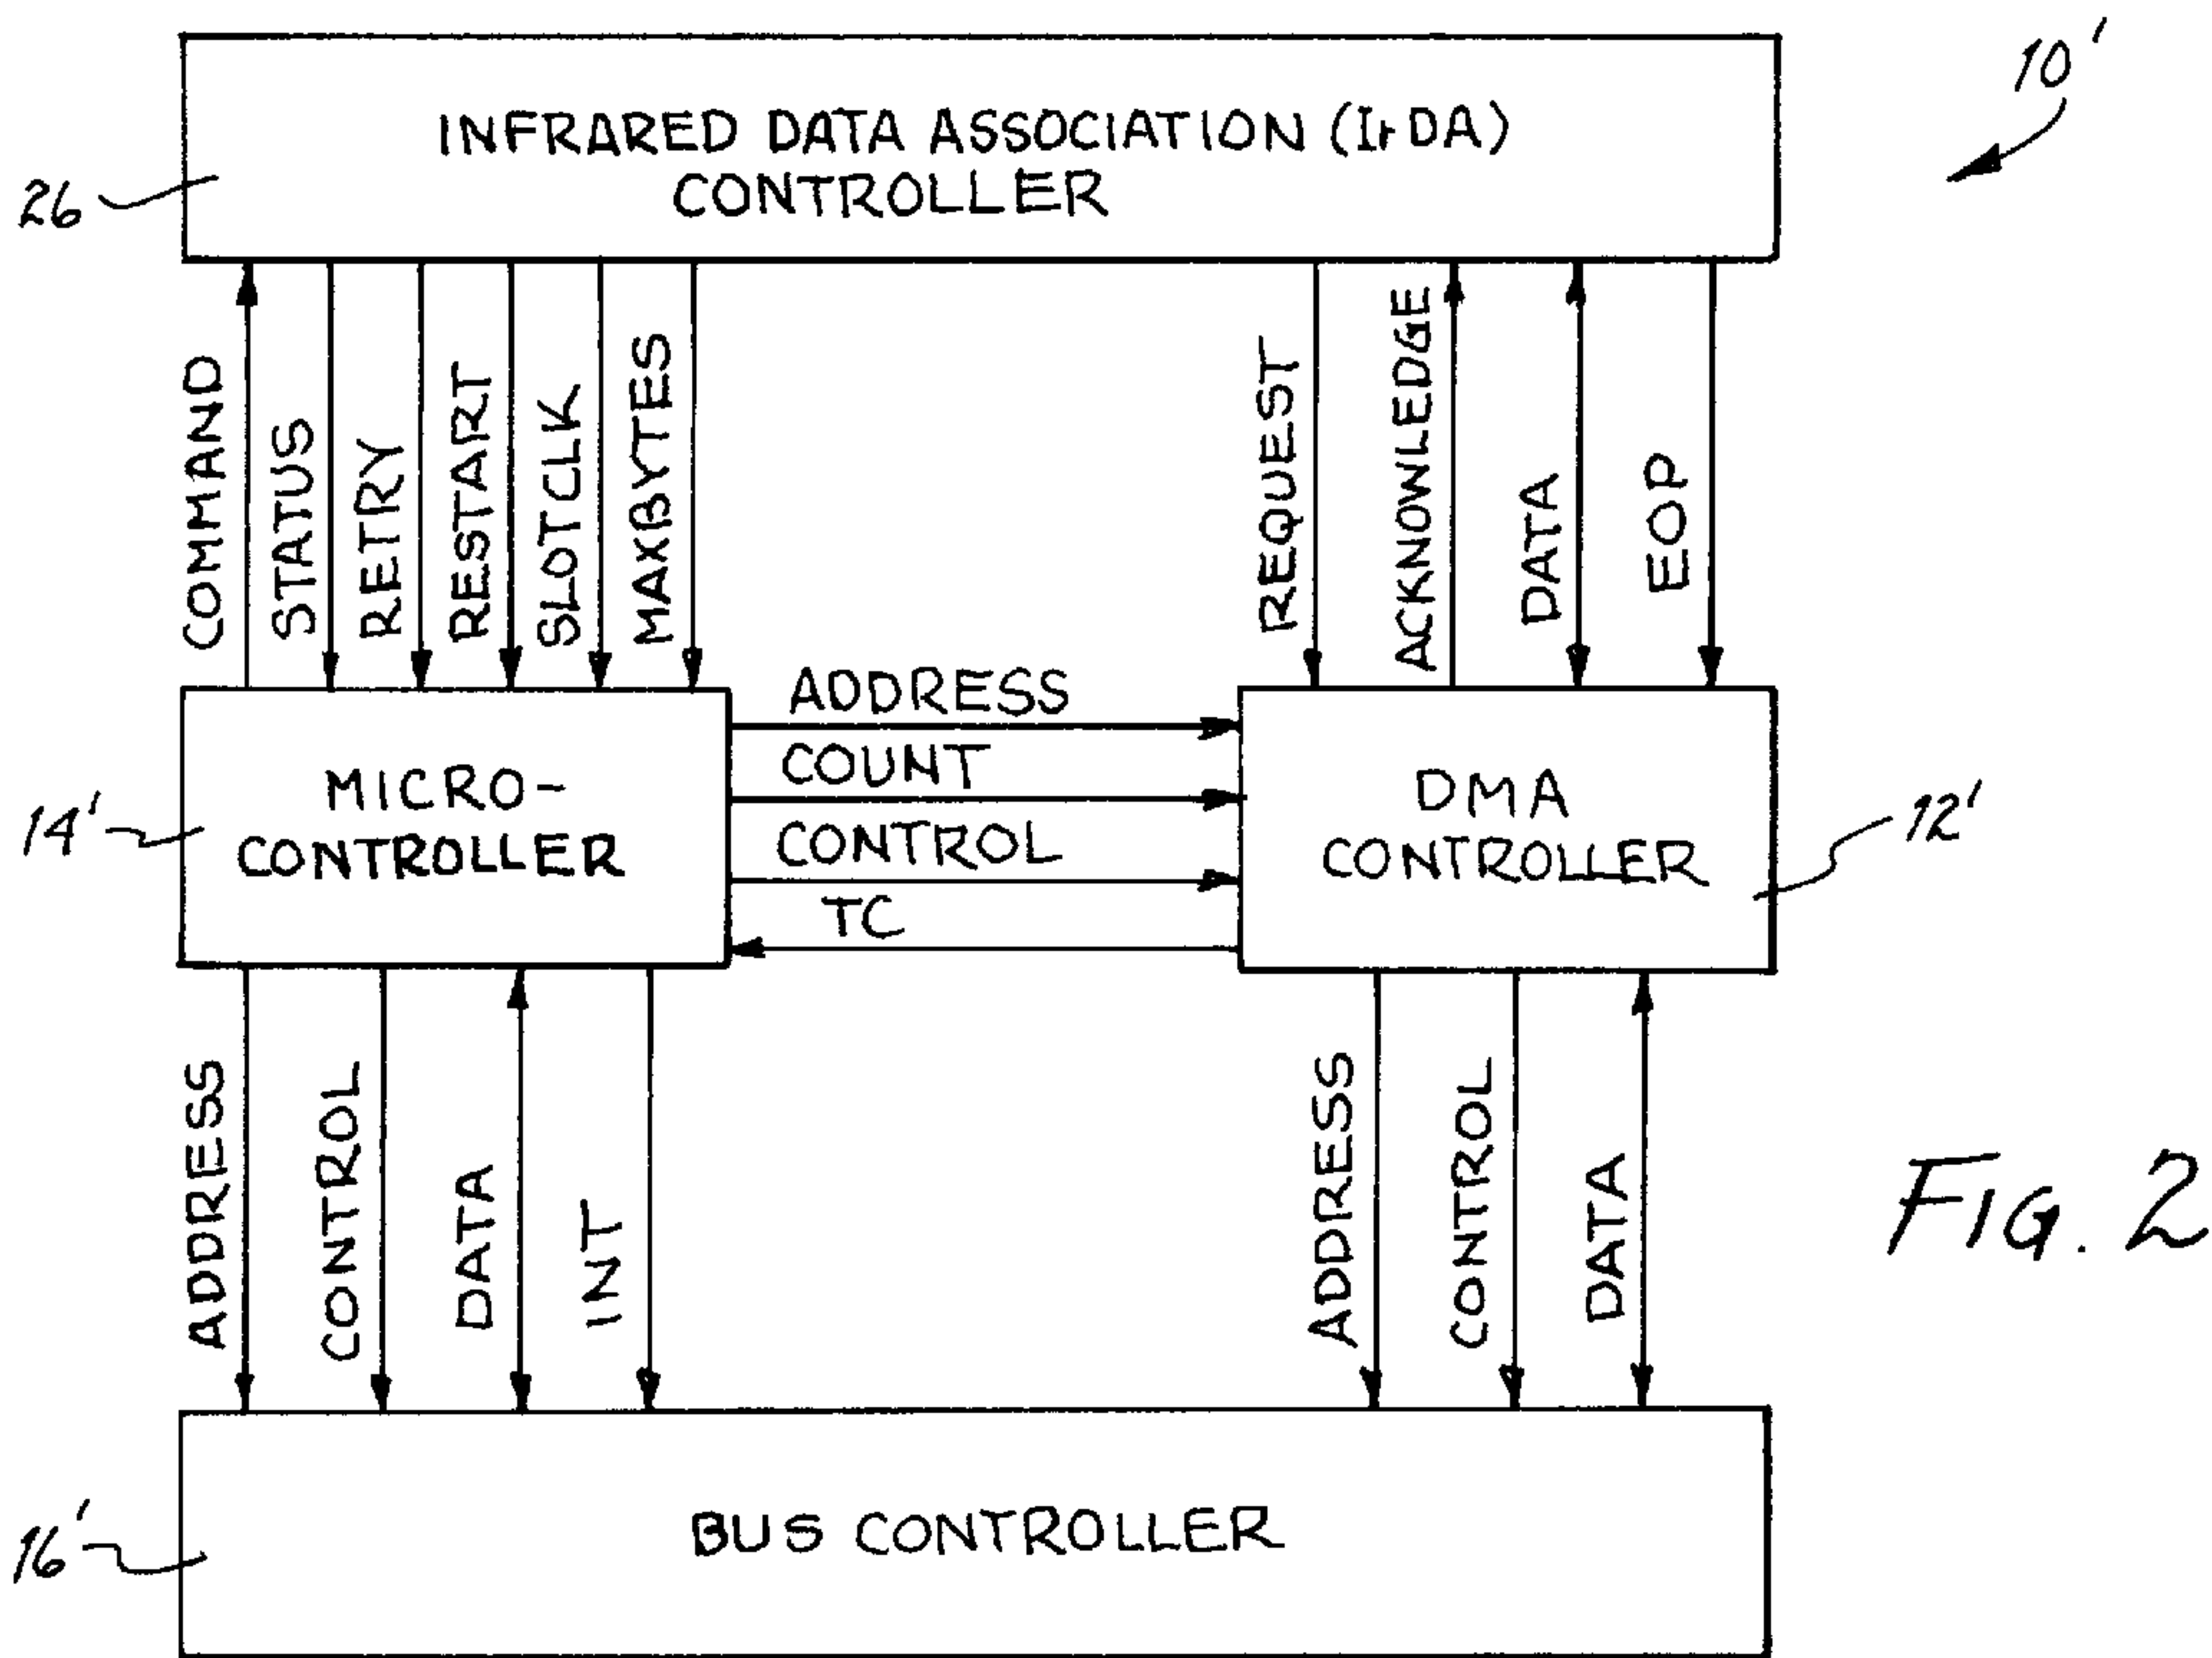 10'
INFRARED DATA ASSOCIATION (IrDA)
CONTROLLER
26
COMMAND
STATUS
RETRY
RESTART
SLOTCLK
MAXBYTES
REQUEST
ACKNOWLEDGE
DATA
EOP
ADDRESS
COUNT
CONTROL
TC
MICRO-
CONTROLLER
14'
DMA
CONTROLLER
12'
ADDRESS
CONTROL
DATA
INT
ADDRESS
CONTROL
DATA
FIG. 2
BUS CONTROLLER
16'